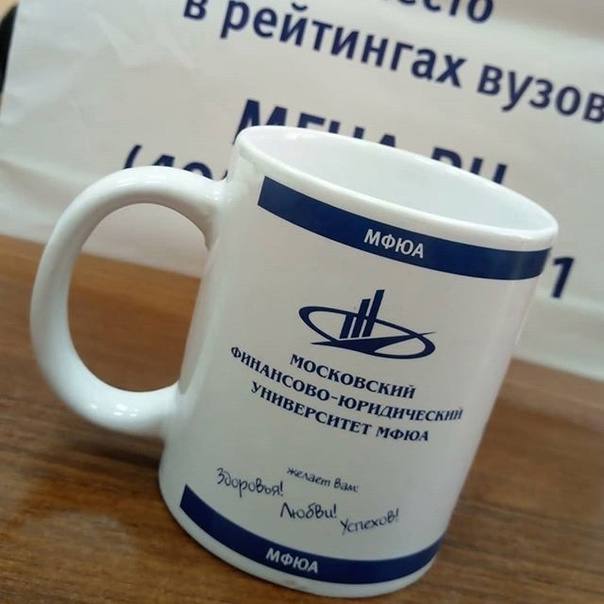 в рейтингах вузов
МФЮА
МОСКОВСКИЙ
ФИНАНСОВО-ЮРИДИЧЕСКИЙ
УНИВЕРСИТЕТ МФЮА
желает Вам:
Здоровья!
Любви!
Успехов!
МФЮА